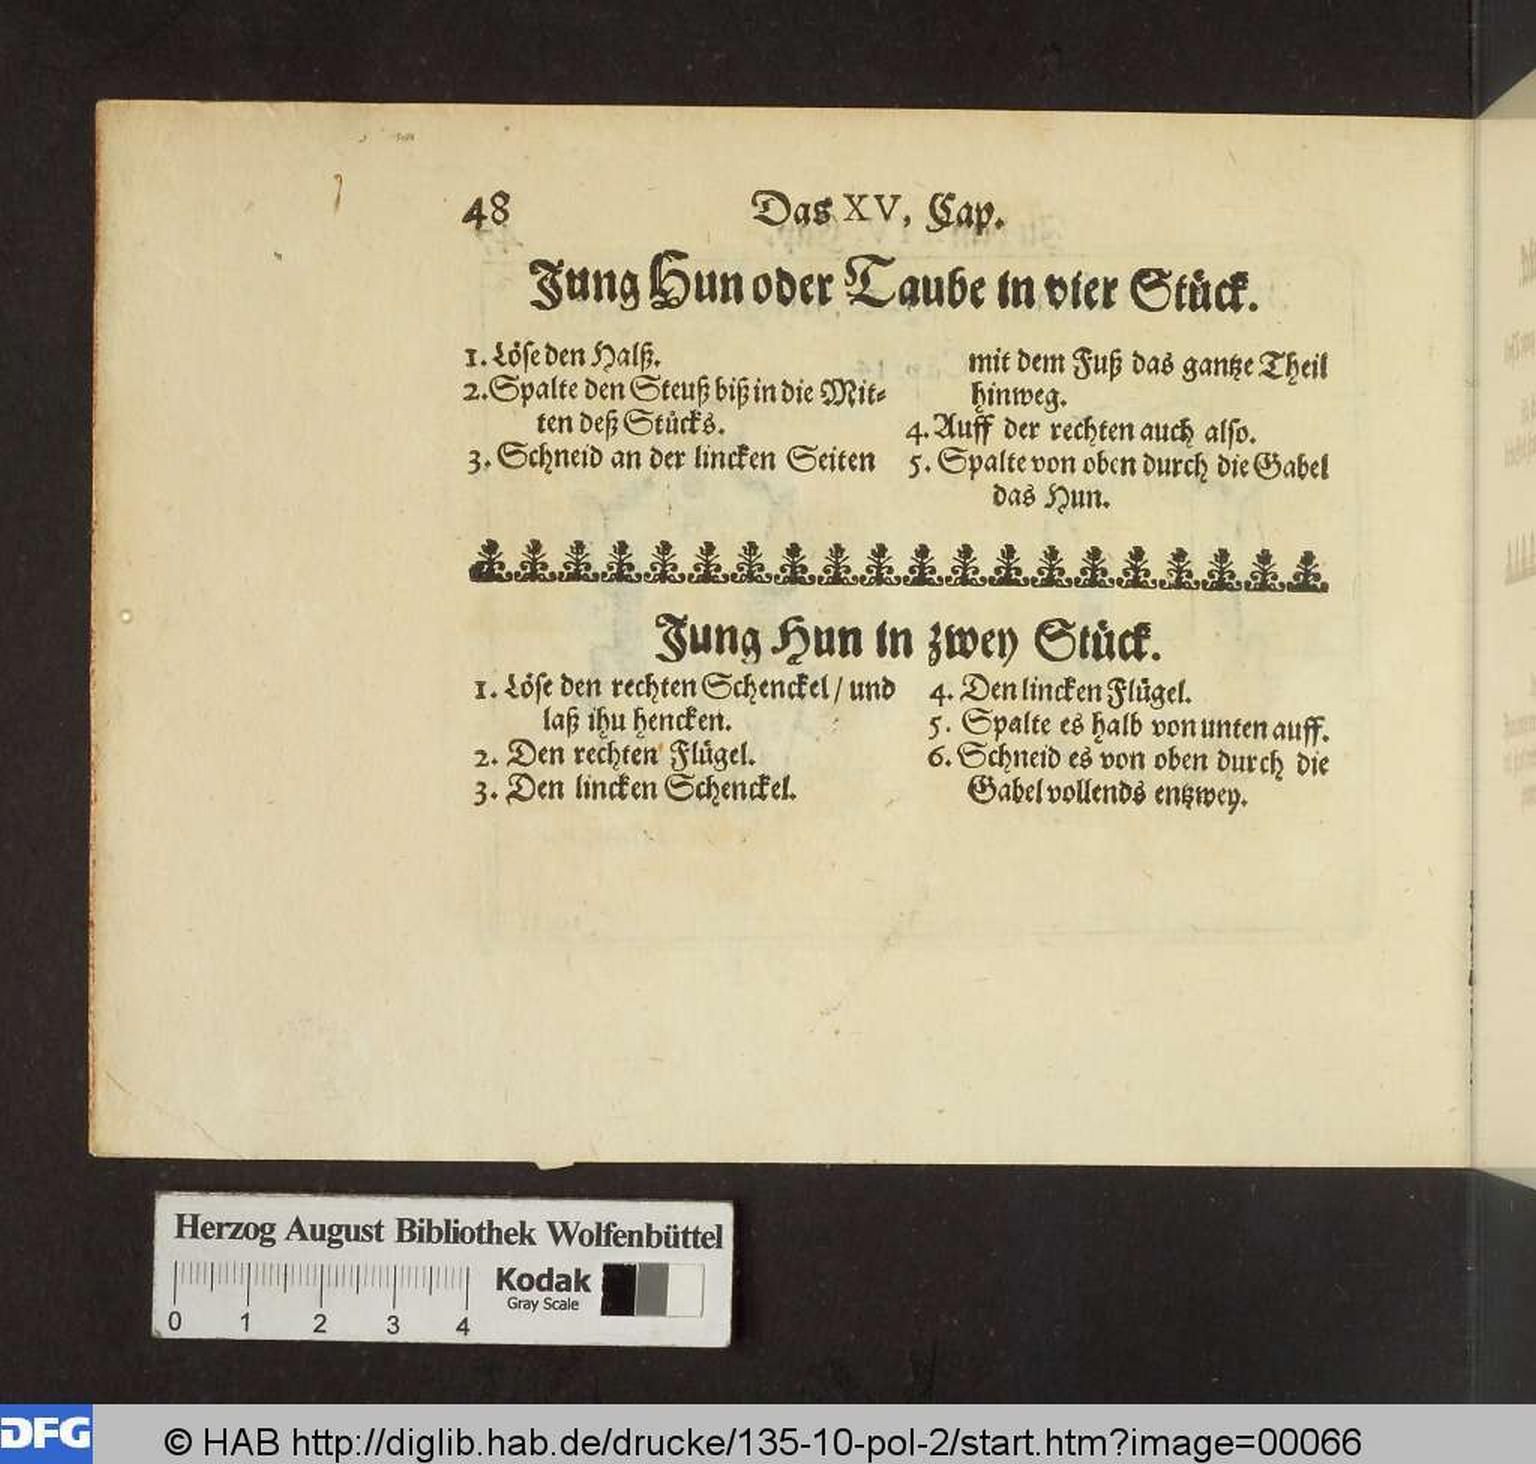 48 Das XV, Cap.
Jung Hun oder Taube in vier Stück.
1. Löse den Halß.
2. Spalte den Steuß biß in die Mit-
ten deß Stücks.
3. Schneid an der lincken Seiten
mit dem Fuß das gantze Theil
hinweg.
4. Auff der rechten auch also.
5. Spalte von oben durch die Gabel
das Hun.
Jung Hun in zwey Stück.
1. Löse den rechten Schenckel / und
laß ihu hencken.
2. Den rechten Flügel.
3. Den lincken Schenckel.
4. Den lincken Flügel.
5. Spalte es halb von unten auff.
6. Schneid es von oben durch die
Gabel vollends entzwey.
Herzog August Bibliothek Wolfenbüttel
Kodak
Gray Scale
0 1 2 3 4
DFG
© HAB http://diglib.hab.de/drucke/135-10-pol-2/start.htm?image=00066